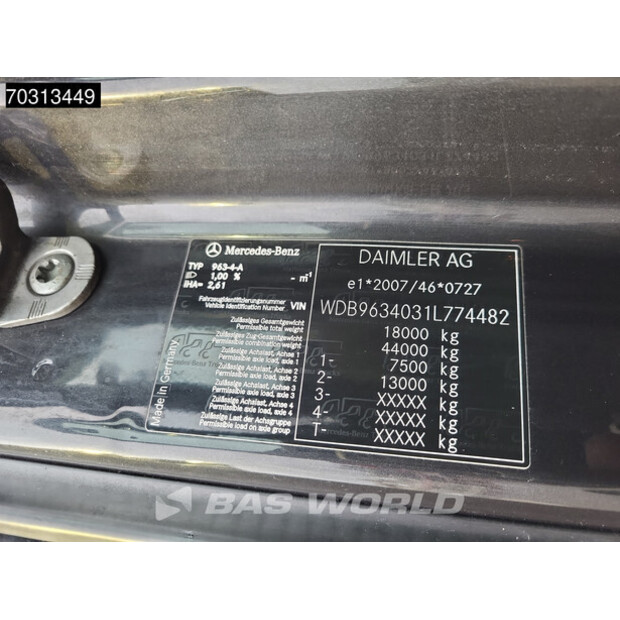 70313449
Mercedes-Benz
TYP 963-4-A
1,00 % - m⁻¹
IHA= 2,61
Fahrzeugidentifizierungsnummer
Vehicle Identification Number VIN
Zulässiges Gesamtgewicht
Permissible total weight
Zulässiges Zug-Gesamtgewicht
Permissible combination weight
Zulässige Achslast, Achse 1
Permissible axle load, axle 1
Zulässige Achslast, Achse 2
Permissible axle load, axle 2
Zulässige Achslast, Achse 3
Permissible axle load, axle 3
Zulässige Achslast, Achse 4
Permissible axle load, axle 4
Zulässige Last der Achsgruppe
Permissible load on axle group
Made in Germany
DAIMLER AG
e1*2007/46*0727
WDB9634031L774482
18000 kg
44000 kg
1- 7500 kg
2- 13000 kg
3- XXXXX kg
4- XXXXX kg
T- XXXXX kg
BAS WORLD